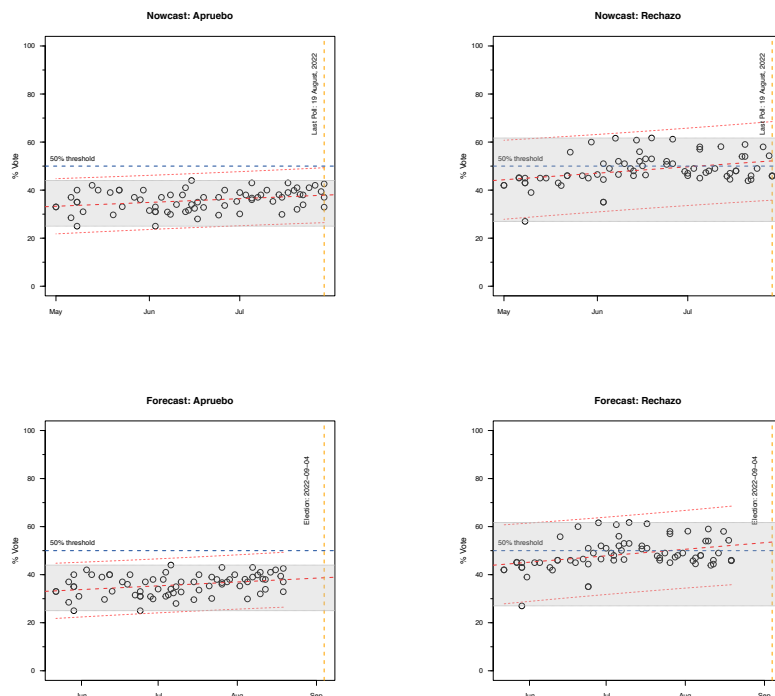 Nowcast: Apruebo
% Vote
100
80
60
40
20
0
50% threshold
Last Poll: 19 August, 2022
May
Jun
Jul
Nowcast: Rechazo
% Vote
100
80
60
40
20
0
50% threshold
Last Poll: 19 August, 2022
May
Jun
Jul
Forecast: Apruebo
% Vote
100
80
60
40
20
0
50% threshold
Election: 2022−09−04
Jun
Jul
Aug
Sep
Forecast: Rechazo
% Vote
100
80
60
40
20
0
50% threshold
Election: 2022−09−04
Jun
Jul
Aug
Sep